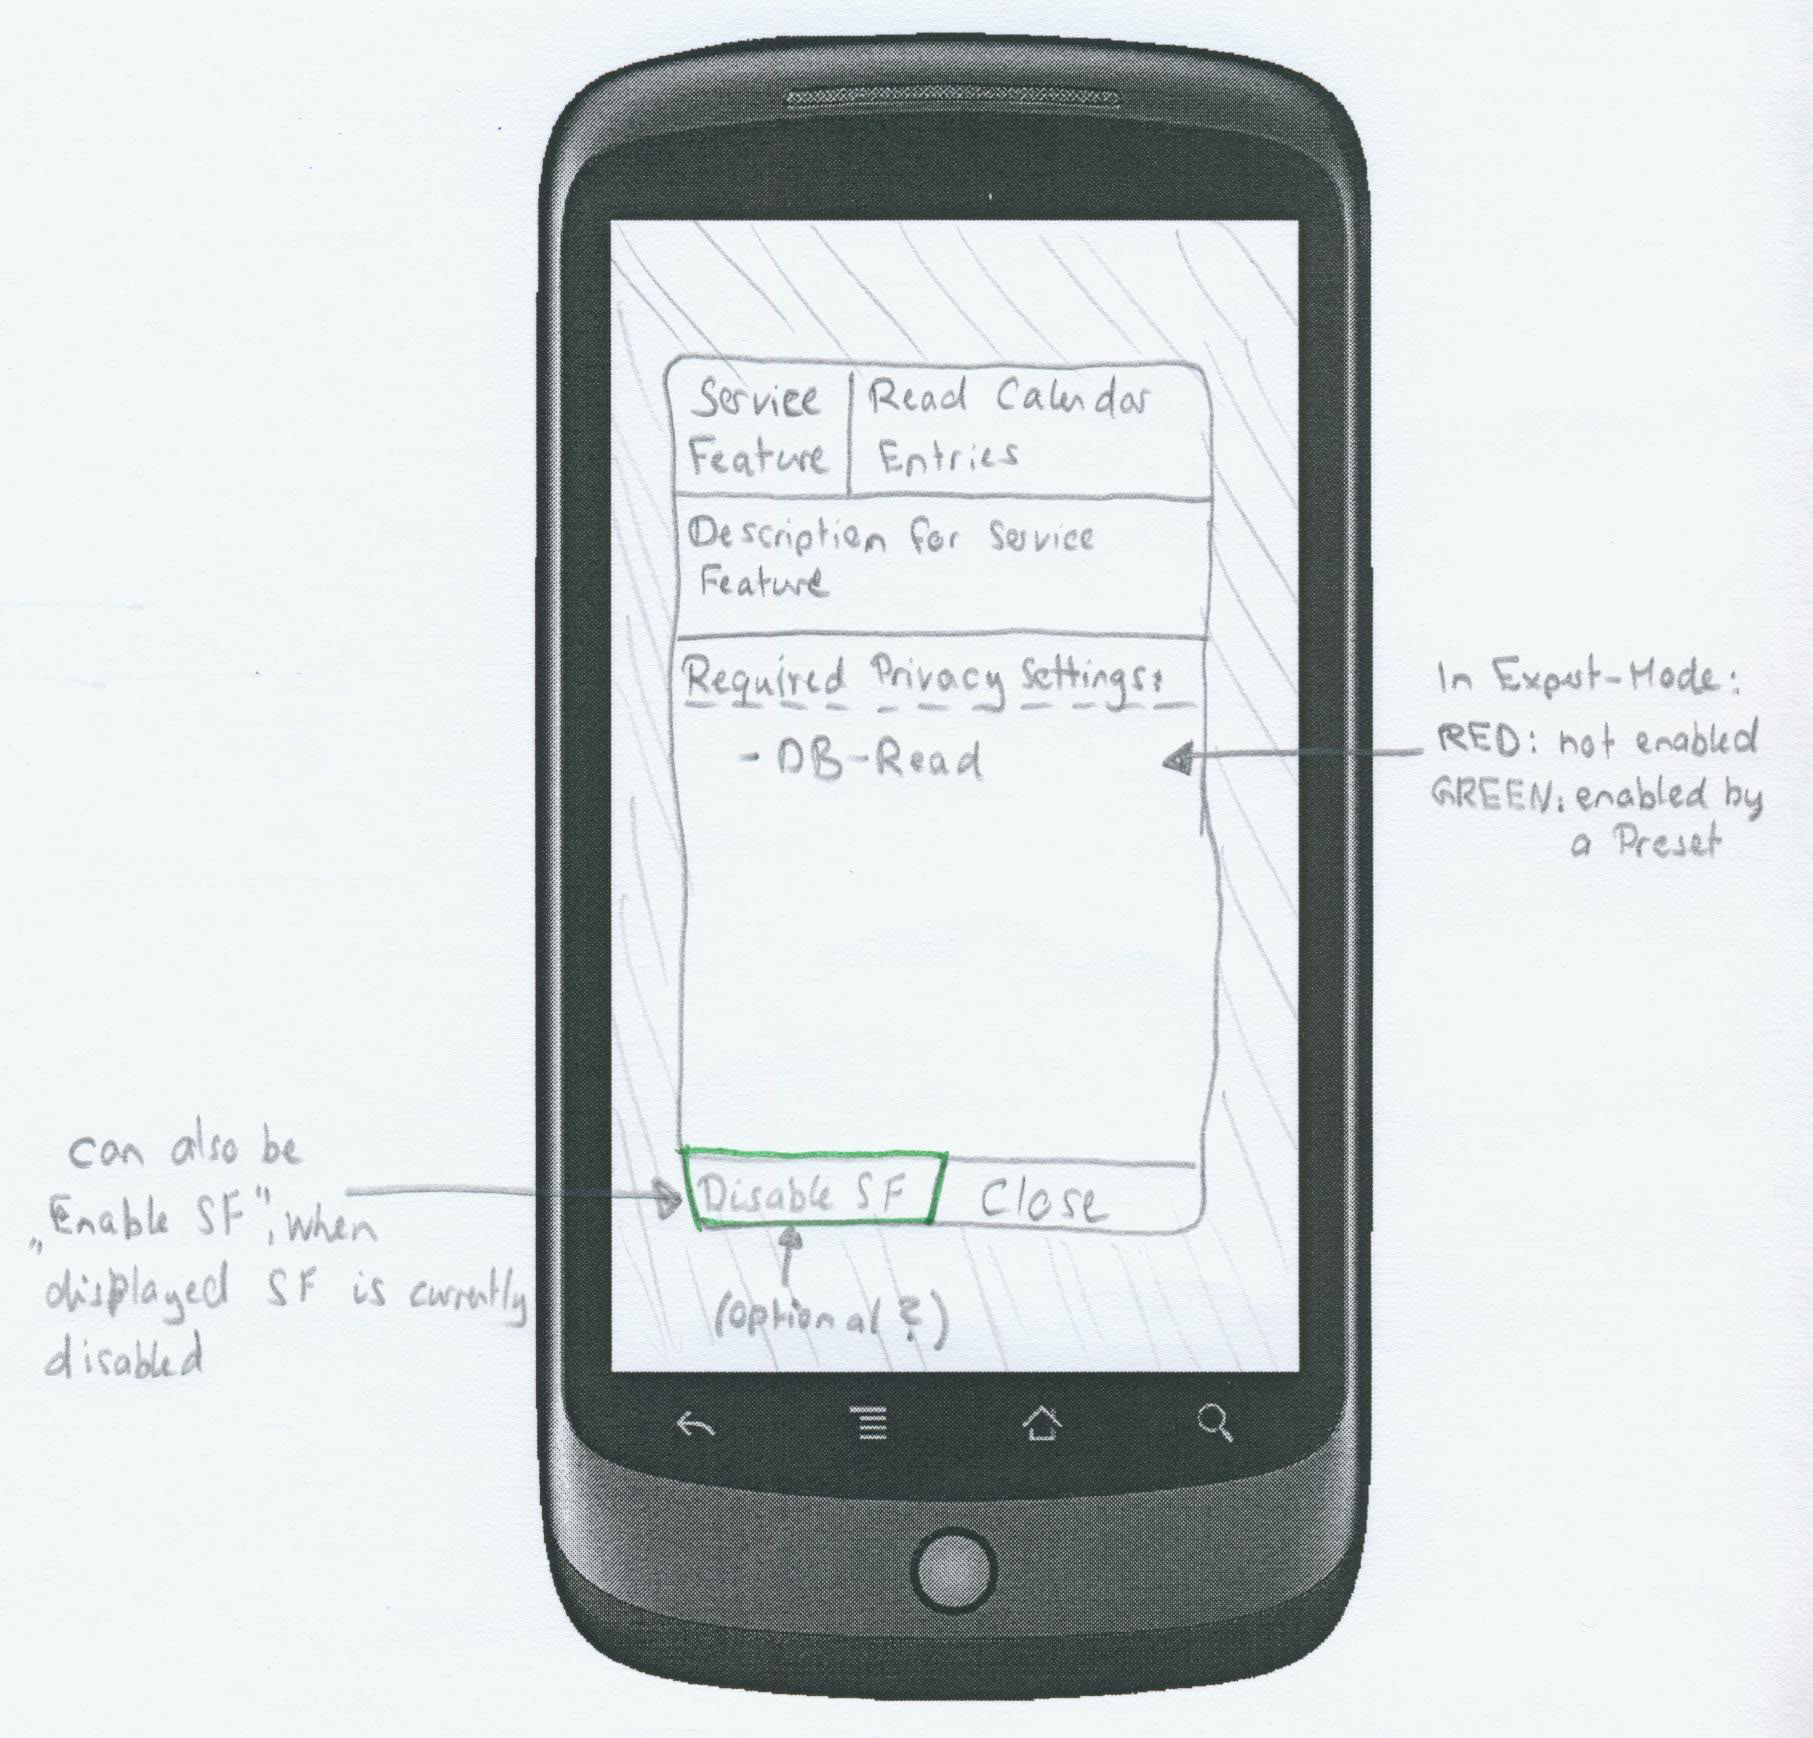 Service | Read Calendar
Feature | Entries
Description for Service
Feature
Required Privacy Settings:
- DB-Read
In Expert-Mode:
RED: not enabled
GREEN: enabled by
a Preset
Disable SF Close
(optional?)
can also be
„Enable SF", when
displayed SF is currently
disabled